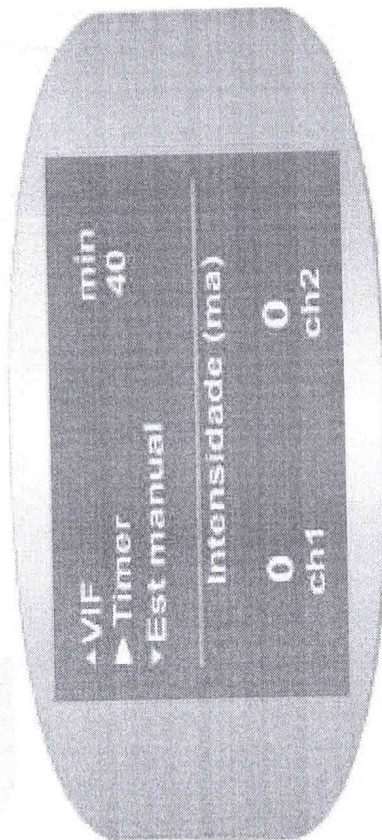 ▲VIF min
▶Timer 40
▼Est manual
Intensidade (ma)
0 0
ch1 ch2